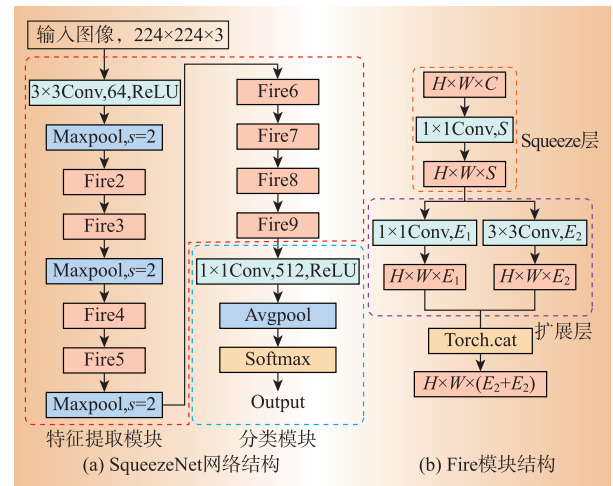 输入图像，224×224×3
3×3Conv,64,ReLU
Maxpool,s=2
Fire2
Fire3
Maxpool,s=2
Fire4
Fire5
Maxpool,s=2
特征提取模块
Fire6
Fire7
Fire8
Fire9
1×1Conv,512,ReLU
Avgpool
Softmax
Output
分类模块
(a) SqueezeNet网络结构
H×W×C
1×1Conv,S
Squeeze层
H×W×S
1×1Conv,E₁
3×3Conv,E₂
H×W×E₁
H×W×E₂
扩展层
Torch.cat
H×W×(E₂+E₂)
(b) Fire模块结构